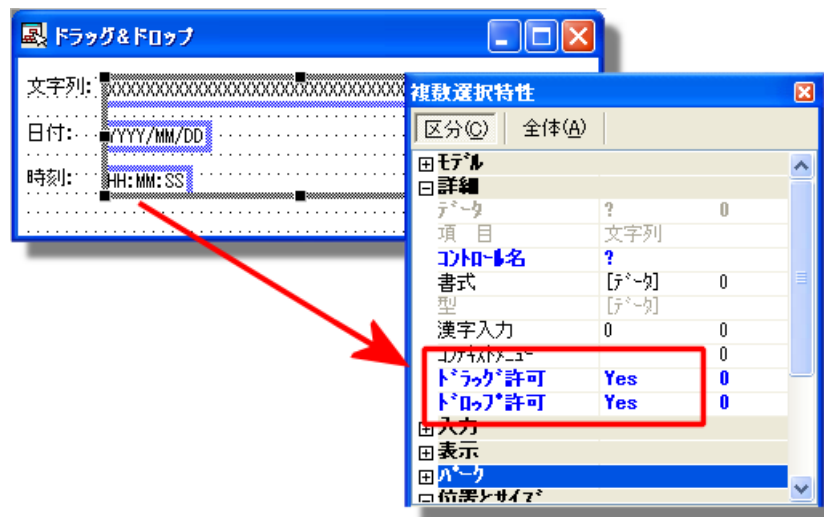 ドラッグ&ドロップ
文字列: XXXXXXXXXXXXXXXXXXXXXXXXXXXXXXXXXXXXX
日付: YYYY/MM/DD
時刻: HH:MM:SS
複数選択特性
区分(C) 全体(A)
モデル
詳細
データ ? 0
項 目 文字列
コントロール名 ?
書式 [データ] 0
型 [データ]
漢字入力 0 0
コンテキストメニュー 0
ドラッグ許可 Yes 0
ドロップ許可 Yes 0
入力
表示
パーク
位置とサイズ